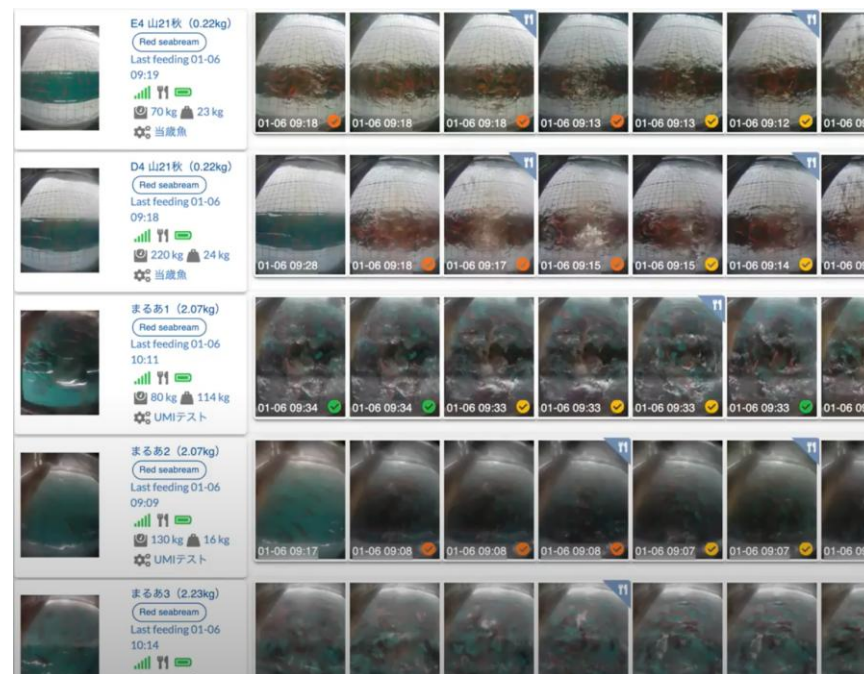 E4 山21秋（0.22kg）
Red seabream
Last feeding 01-06
09:19
70 kg 23 kg
当歳魚
01-06 09:18
01-06 09:18
01-06 09:18
01-06 09:13
01-06 09:13
01-06 09:12
D4 山21秋（0.22kg）
Red seabream
Last feeding 01-06
09:18
220 kg 24 kg
当歳魚
01-06 09:28
01-06 09:18
01-06 09:17
01-06 09:15
01-06 09:15
01-06 09:14
まるあ1（2.07kg）
Red seabream
Last feeding 01-06
10:11
80 kg 114 kg
UMIテスト
01-06 09:34
01-06 09:34
01-06 09:33
01-06 09:33
01-06 09:33
01-06 09:33
まるあ2（2.07kg）
Red seabream
Last feeding 01-06
09:09
130 kg 16 kg
UMIテスト
01-06 09:17
01-06 09:08
01-06 09:08
01-06 09:08
01-06 09:07
01-06 09:07
まるあ3（2.23kg）
Red seabream
Last feeding 01-06
10:14